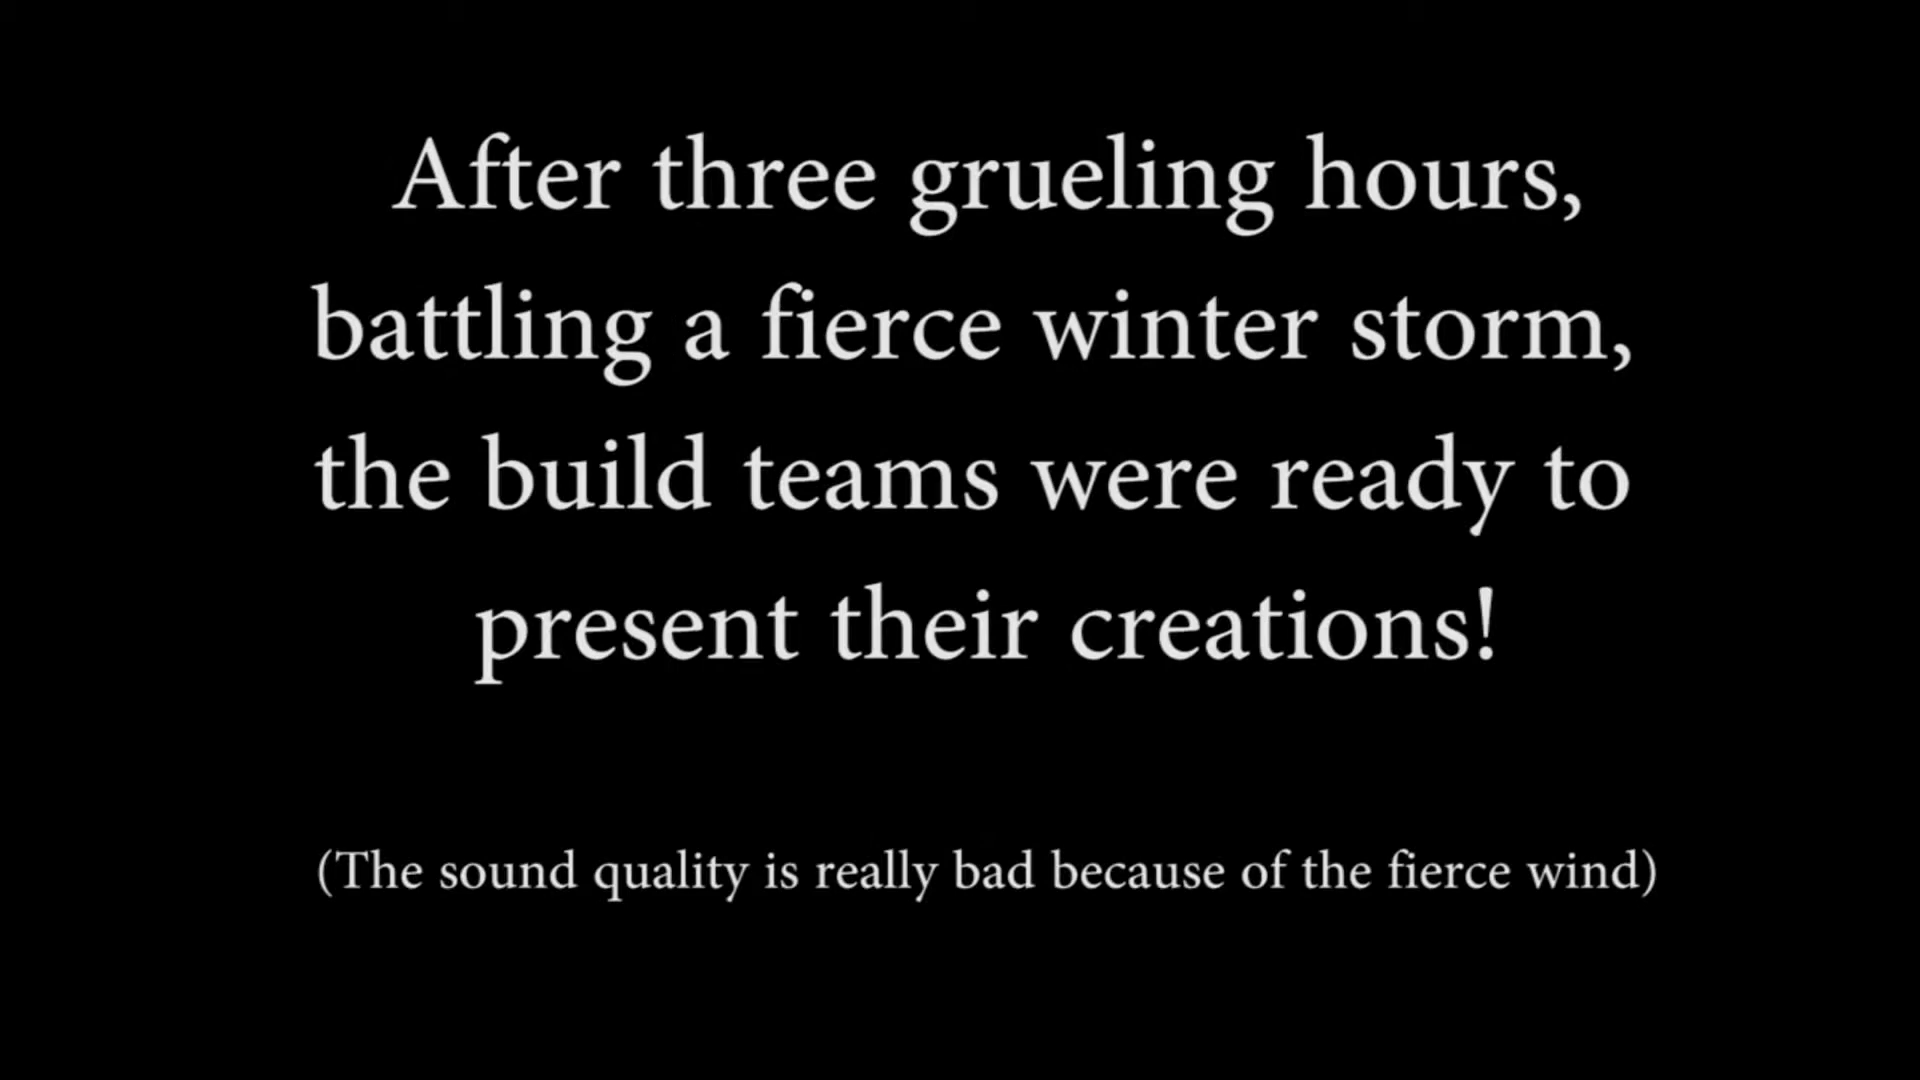 After three grueling hours,
battling a fierce winter storm,
the build teams were ready to
present their creations!
(The sound quality is really bad because of the fierce wind)